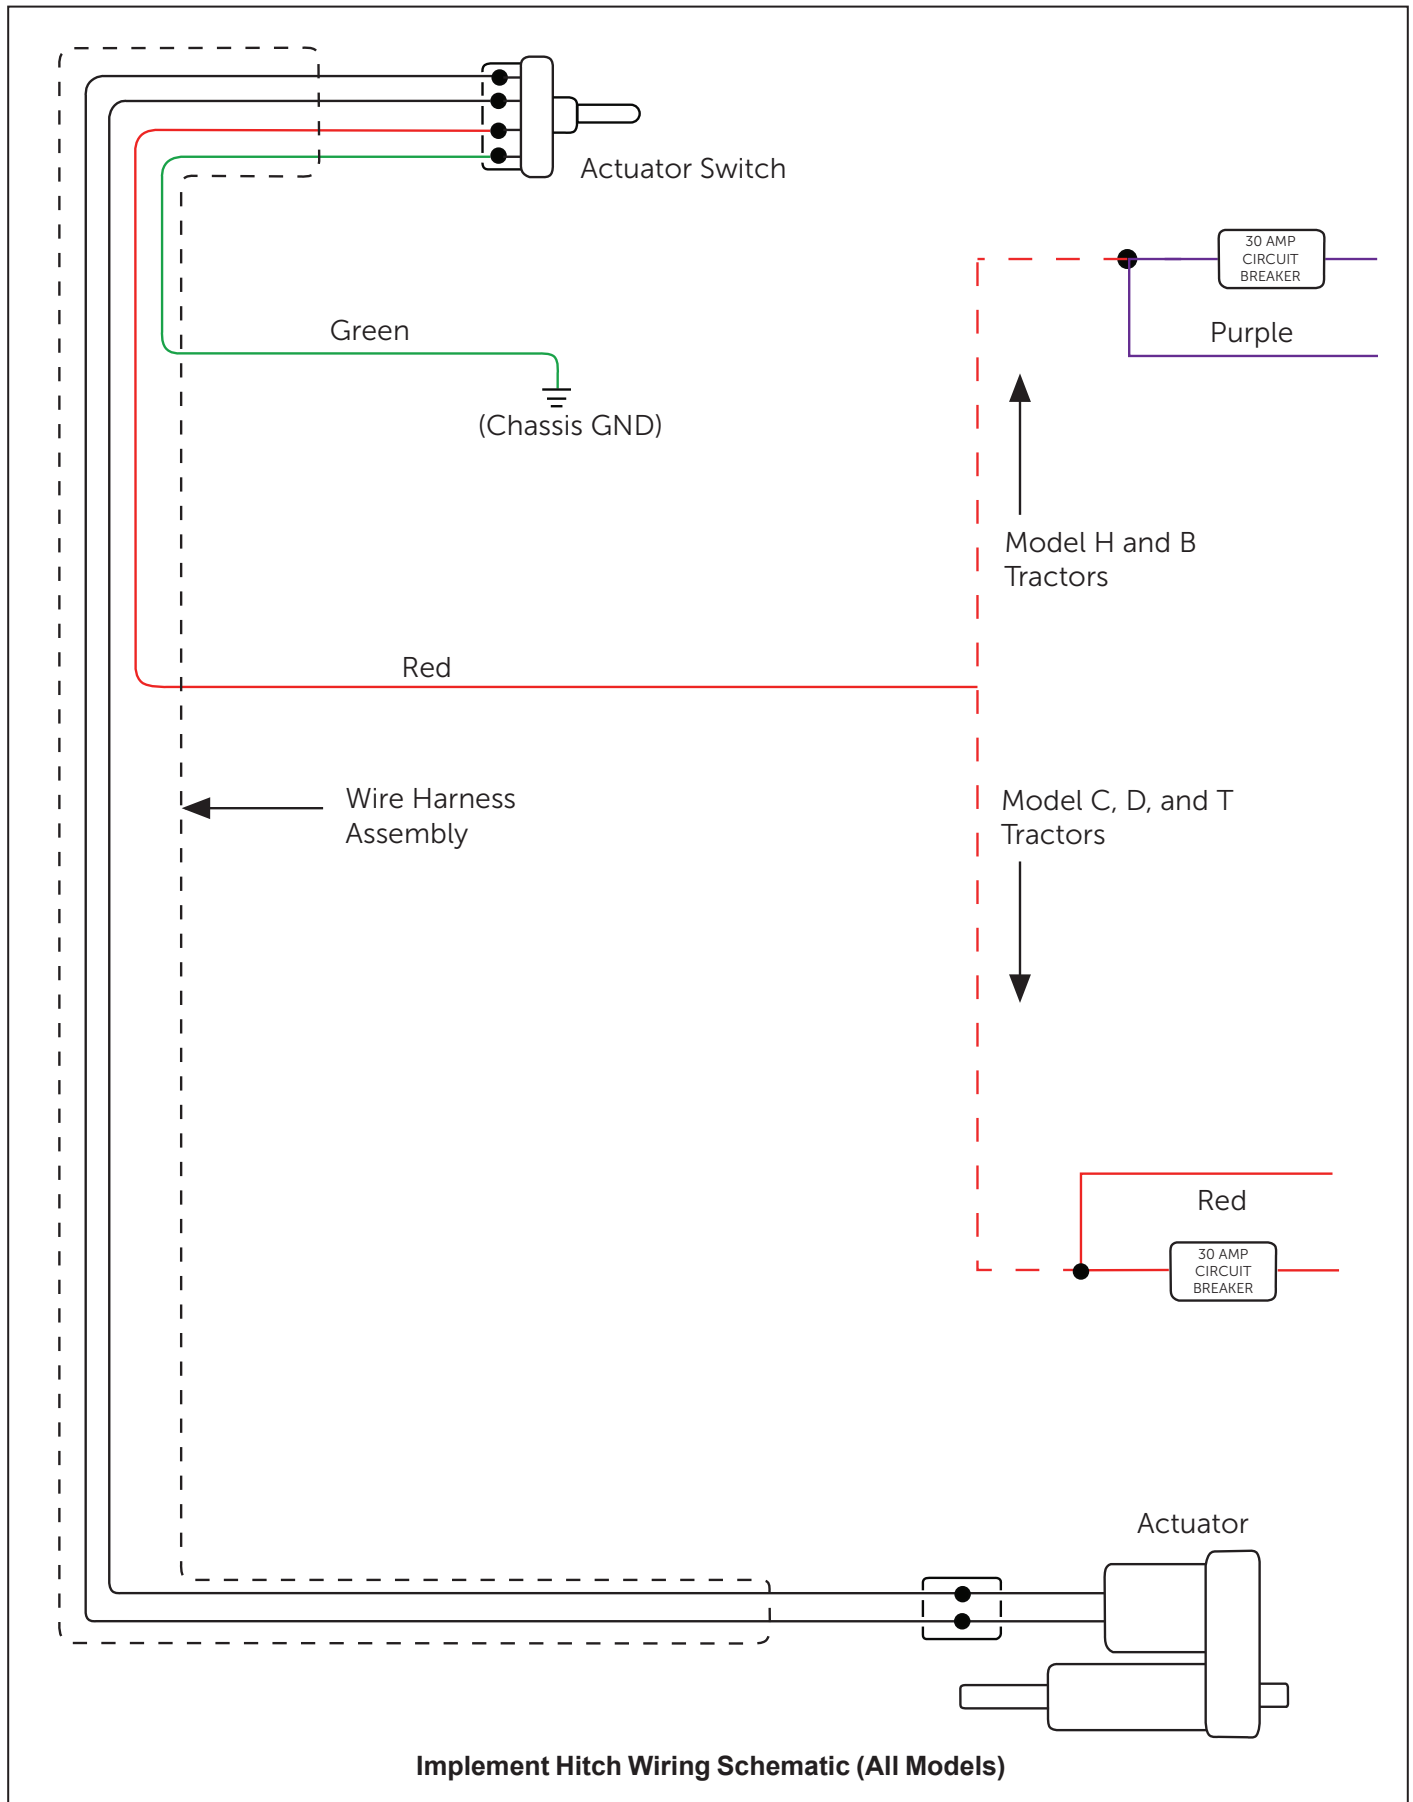 Actuator Switch
30 AMP
CIRCUIT
BREAKER
Green
Purple
(Chassis GND)
Model H and B
Tractors
Red
Wire Harness
Assembly
Model C, D, and T
Tractors
Red
30 AMP
CIRCUIT
BREAKER
Actuator
Implement Hitch Wiring Schematic (All Models)